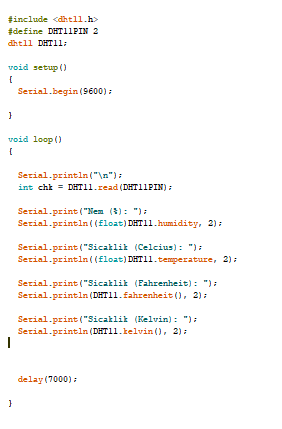 #include <dht11.h>
#define DHT11PIN 2
dht11 DHT11;
void setup()
{
Serial.begin(9600);
}
void loop()
{
Serial.println("\n");
int chk = DHT11.read(DHT11PIN);
Serial.print("Nem (%): ");
Serial.println((float)DHT11.humidity, 2);
Serial.print("Sicaklik (Celcius): ");
Serial.println((float)DHT11.temperature, 2);
Serial.print("Sicaklik (Fahrenheit): ");
Serial.println(DHT11.fahrenheit(), 2);
Serial.print("Sicaklik (Kelvin): ");
Serial.println(DHT11.kelvin(), 2);
delay(7000);
}